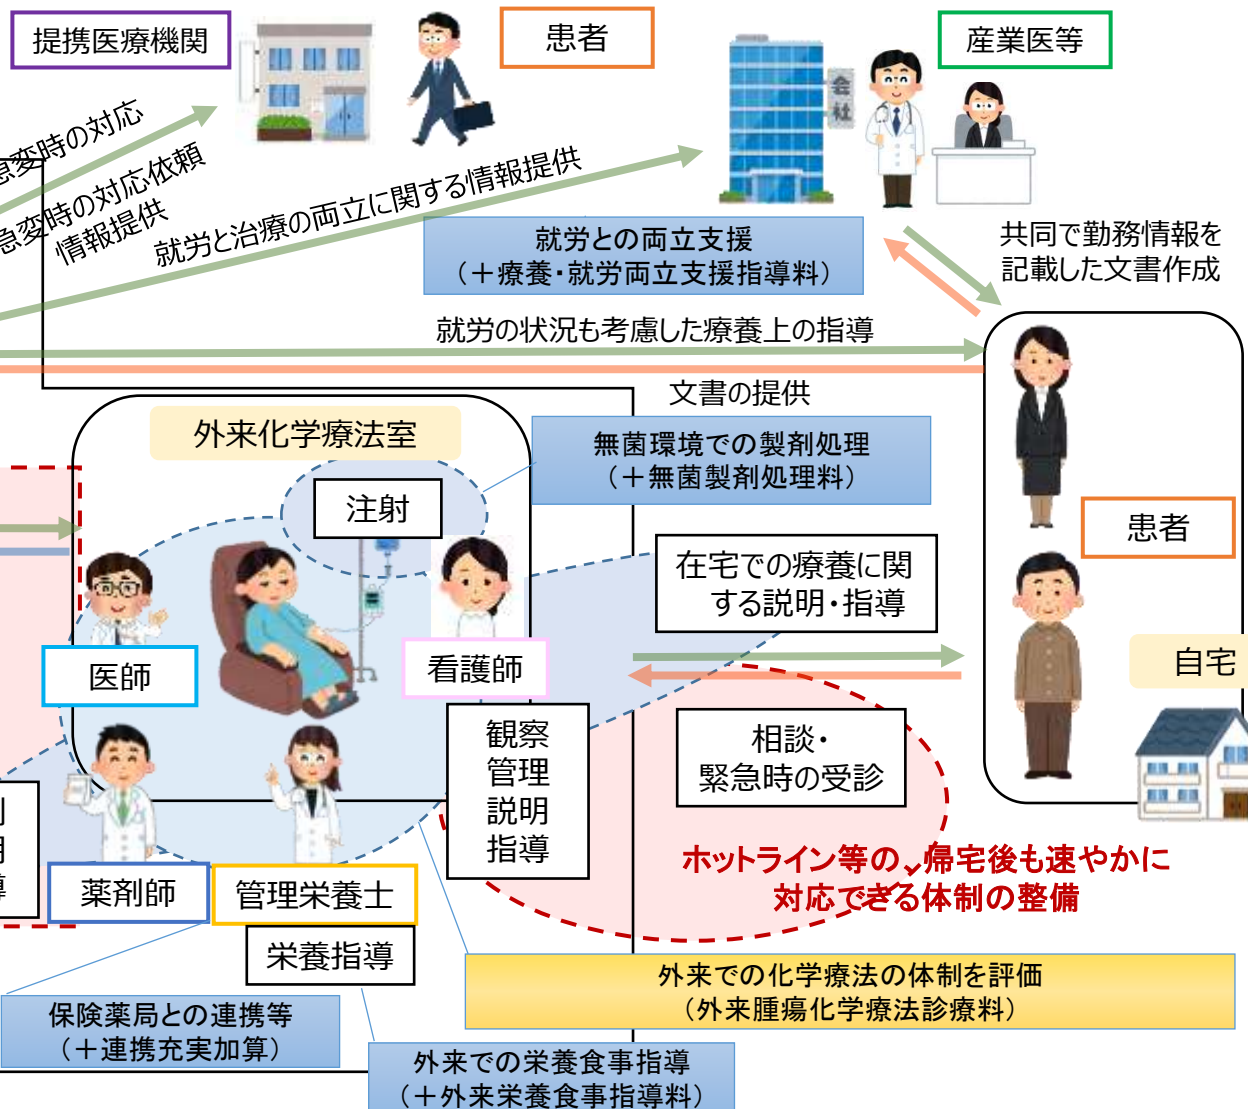 提携医療機関
患者
産業医等
会社
急変時の対応
急変時の対応依頼
情報提供
就労と治療の両立に関する情報提供
就労との両立支援
（＋療養・就労両立支援指導料）
共同で勤務情報を
記載した文書作成
就労の状況も考慮した療養上の指導
文書の提供
外来化学療法室
無菌環境での製剤処理
（＋無菌製剤処理料）
注射
在宅での療養に関
する説明・指導
患者
医師
看護師
自宅
観察
管理
説明
指導
相談・
緊急時の受診
ホットライン等の、帰宅後も速やかに
対応できる体制の整備
薬剤師
管理栄養士
栄養指導
外来での化学療法の体制を評価
（外来腫瘍化学療法診療料）
保険薬局との連携等
（＋連携充実加算）
外来での栄養食事指導
（＋外来栄養食事指導料）